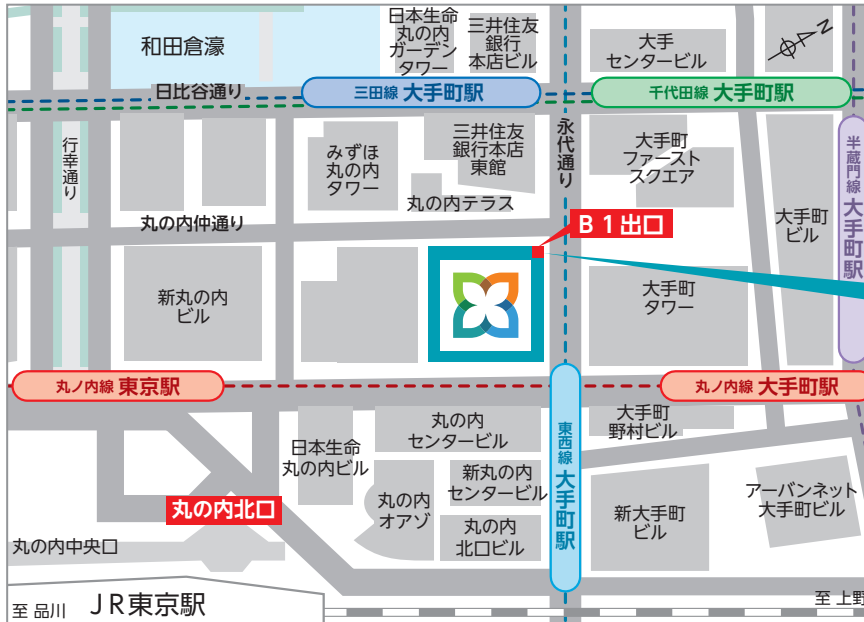 和田倉濠
日本生命
丸の内
ガーデン
タワー
三井住友
銀行
本店ビル
大手
センタービル
N
日比谷通り
三田線 大手町駅
千代田線 大手町駅
行幸通り
みずほ
丸の内
タワー
三井住友
銀行本店
東館
永代通り
大手町
ファースト
スクエア
半蔵門線 大手町駅
丸の内テラス
丸の内仲通り
B1出口
大手町
ビル
新丸の内
ビル
大手町
タワー
丸ノ内線 東京駅
丸ノ内線 大手町駅
日本生命
丸の内ビル
丸の内
センタービル
東西線 大手町駅
大手町
野村ビル
丸の内
オアゾ
新丸の内
センタービル
丸の内
北口ビル
新大手町
ビル
アーバンネット
大手町ビル
丸の内北口
丸の内中央口
至 品川
JR東京駅
至 上野